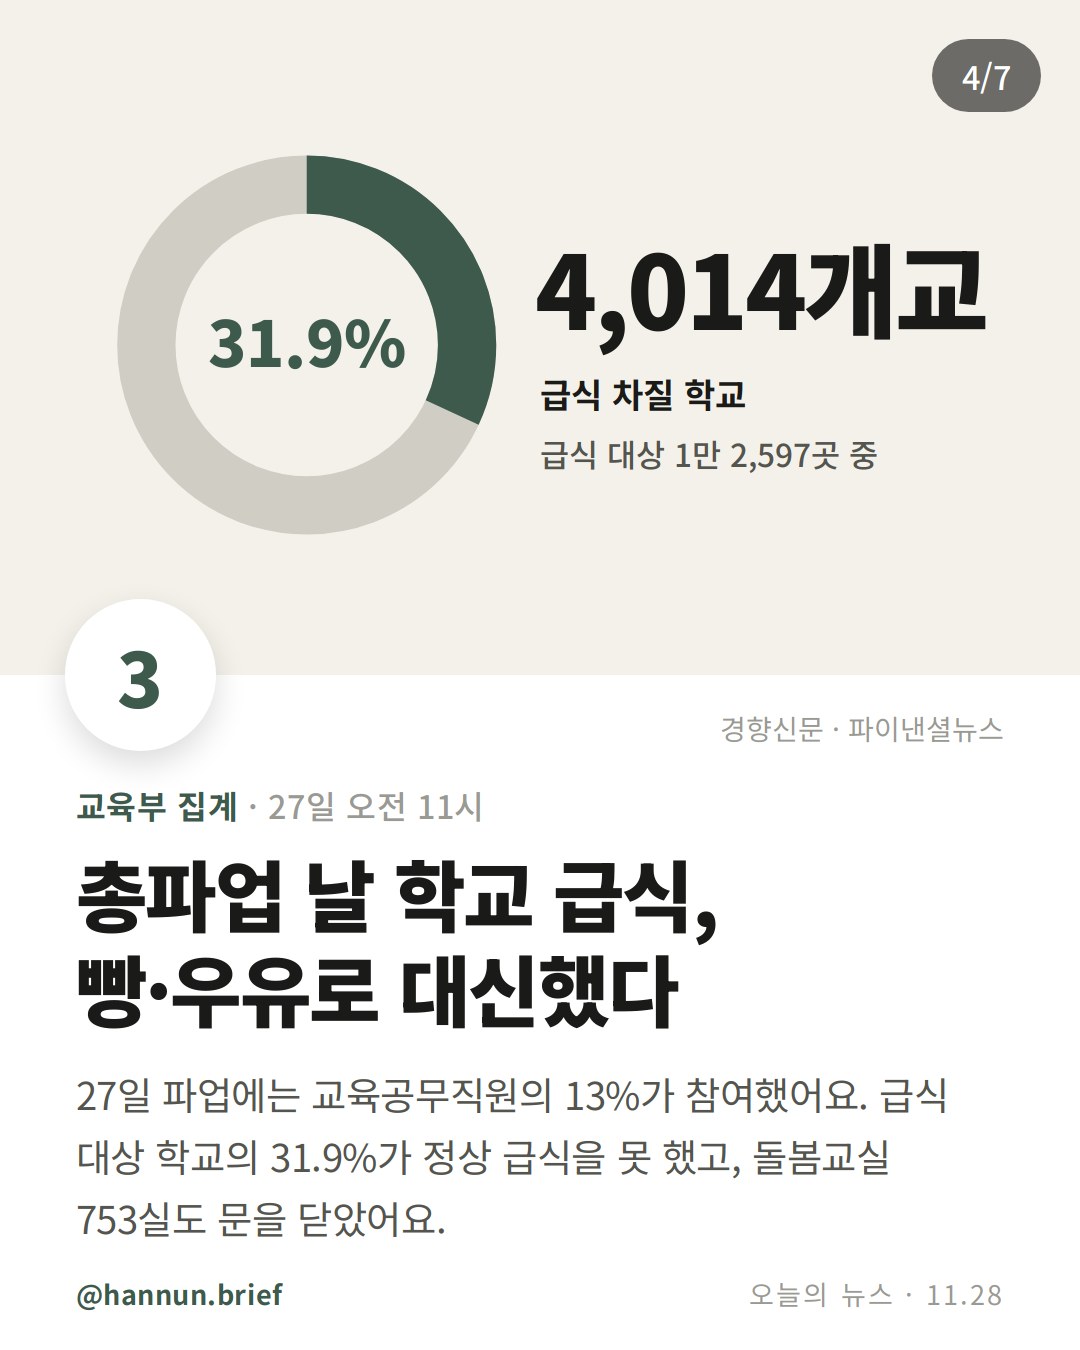 4/7
31.9%
4,014개교
급식 차질 학교
급식 대상 1만 2,597곳 중
3
경향신문 · 파이낸셜뉴스
교육부 집계 · 27일 오전 11시
총파업 날 학교 급식,
빵·우유로 대신했다
27일 파업에는 교육공무직원의 13%가 참여했어요. 급식
대상 학교의 31.9%가 정상 급식을 못 했고, 돌봄교실
753실도 문을 닫았어요.
@hannun.brief
오늘의 뉴스 · 11.28